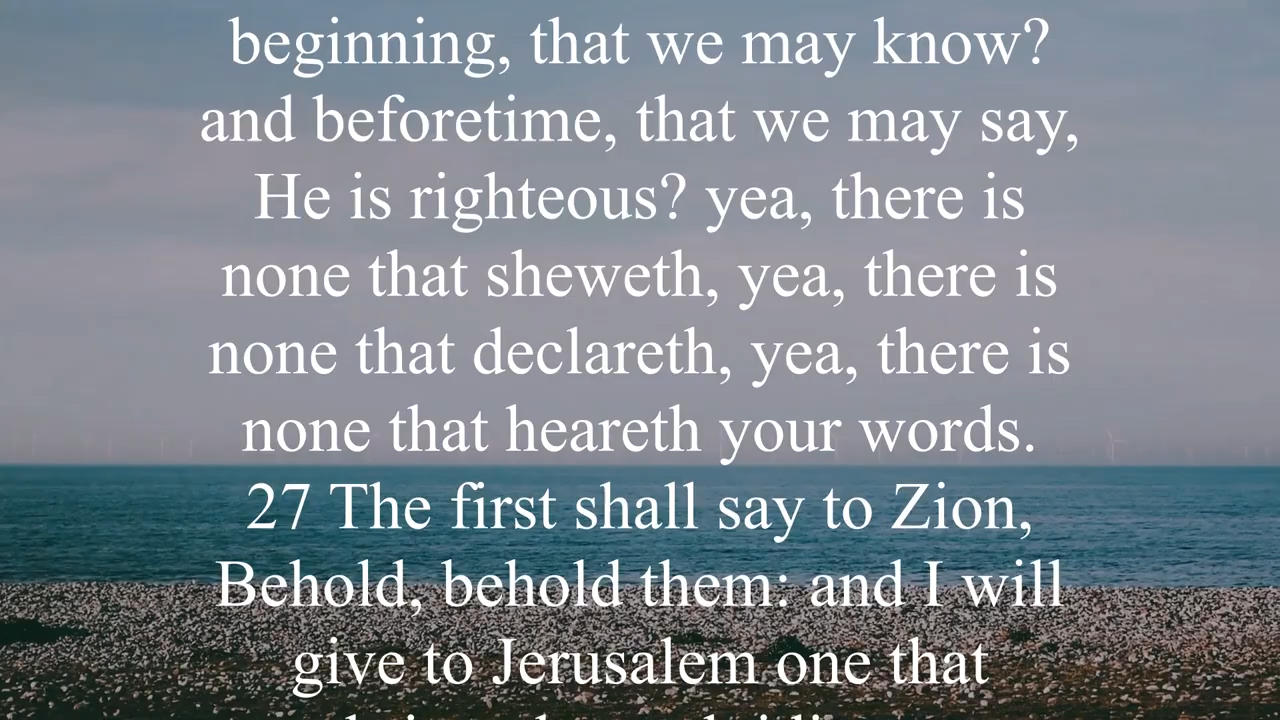 beginning, that we may know?
and beforetime, that we may say,
He is righteous? yea, there is
none that sheweth, yea, there is
none that declareth, yea, there is
none that heareth your words.
27 The first shall say to Zion,
Behold, behold them: and I will
give to Jerusalem one that